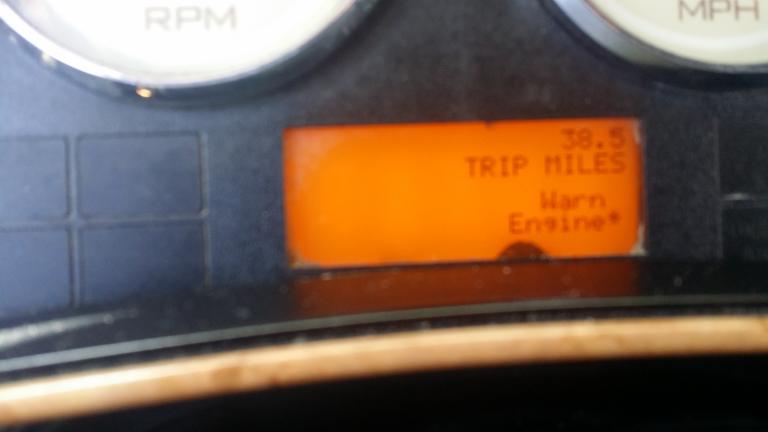 RPM
MPH
38.5
TRIP MILES
Warn
Engine*